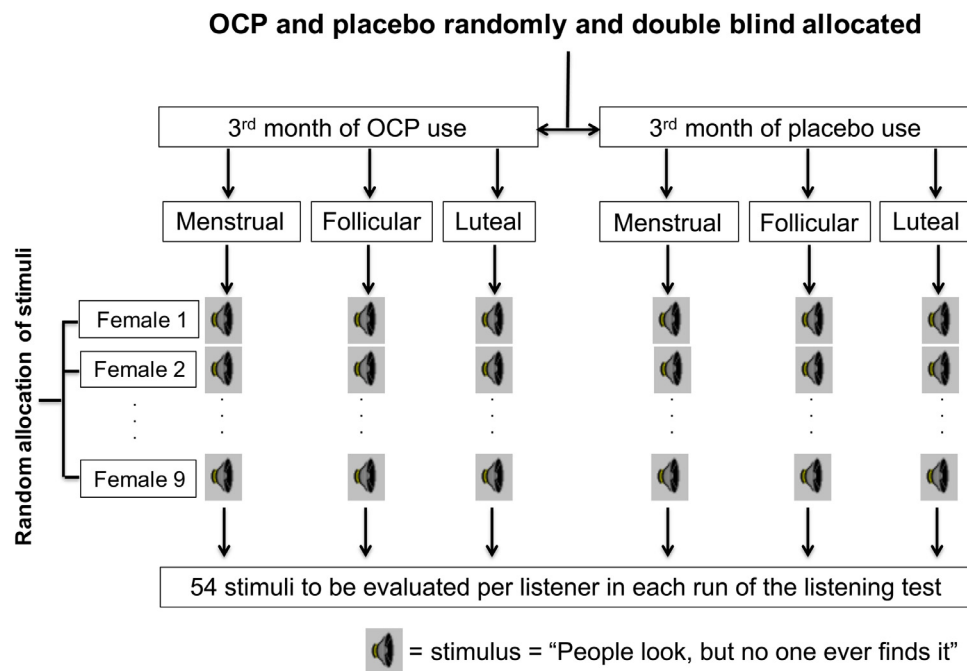 OCP and placebo randomly and double blind allocated
3rd month of OCP use
3rd month of placebo use
Menstrual
Follicular
Luteal
Menstrual
Follicular
Luteal
Random allocation of stimuli
Female 1
Female 2
Female 9
54 stimuli to be evaluated per listener in each run of the listening test
= stimulus = “People look, but no one ever finds it”